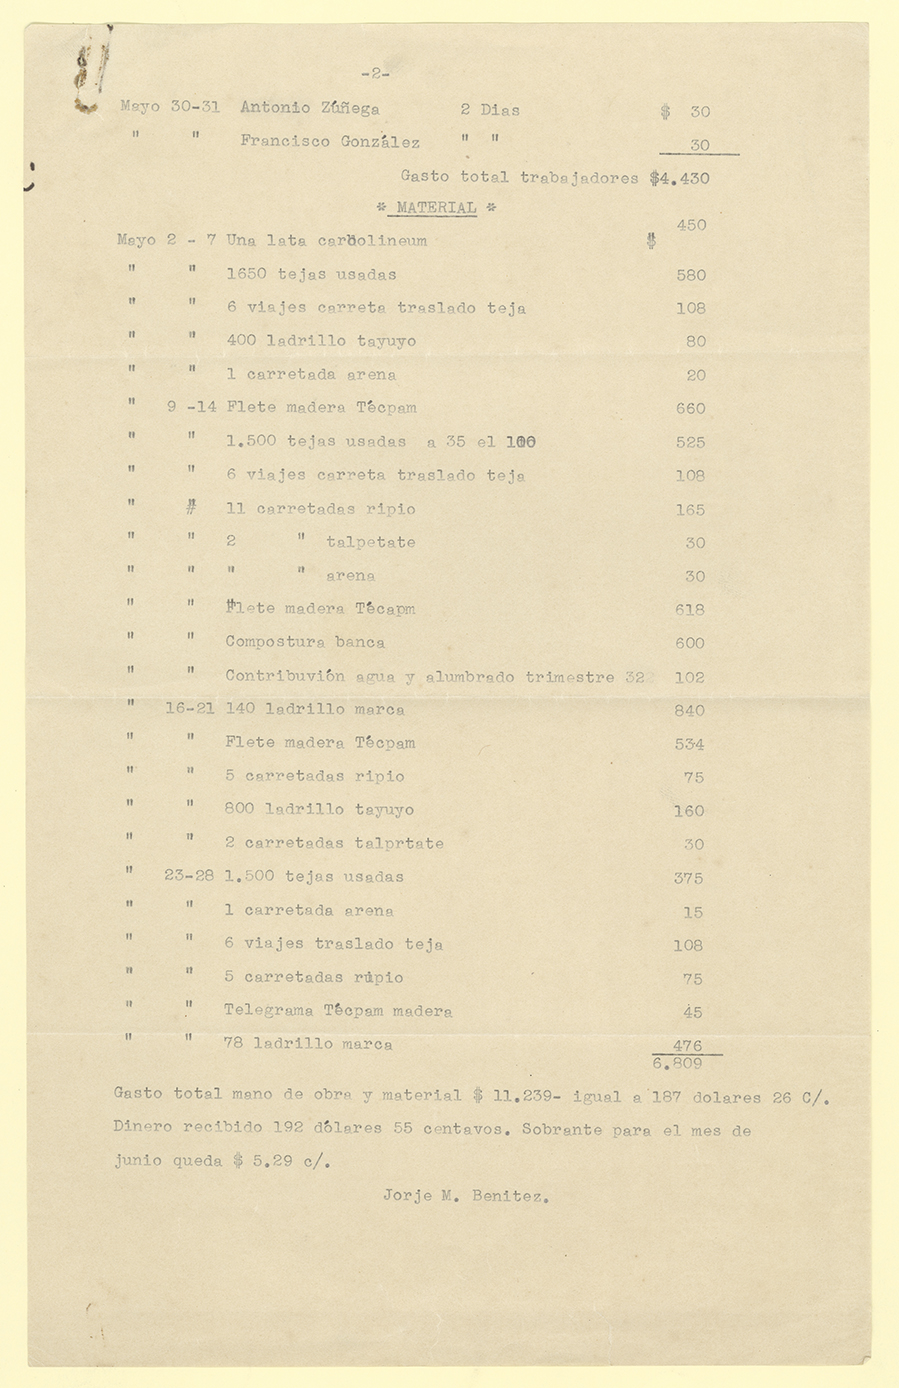 -2-
Mayo 30-31 Antonio Zúñega 2 Dias $ 30
" " Francisco González " " 30
Gasto total trabajadores $4.430
* MATERIAL *
450
Mayo 2 - 7 Una lata carbolineum $
" " 1650 tejas usadas 580
" " 6 viajes carreta traslado teja 108
" " 400 ladrillo tayuyo 80
" " 1 carretada arena 20
" 9 -14 Flete madera Técpam 660
" " 1.500 tejas usadas a 35 el 100 525
" " 6 viajes carreta traslado teja 108
" # 11 carretadas ripio 165
" " 2 " talpetate 30
" " " " arena 30
" " Flete madera Técapm 618
" " Compostura banca 600
" " Contribuvión agua y alumbrado trimestre 32 102
" 16-21 140 ladrillo marca 840
" " Flete madera Técpam 534
" " 5 carretadas ripio 75
" " 800 ladrillo tayuyo 160
" " 2 carretadas talprtate 30
" 23-28 1.500 tejas usadas 375
" " 1 carretada arena 15
" " 6 viajes traslado teja 108
" " 5 carretadas ripio 75
" " Telegrama Técpam madera 45
" " 78 ladrillo marca 476
6.809
Gasto total mano de obra y material $ 11.239- igual a 187 dolares 26 C/.
Dinero recibido 192 dólares 55 centavos. Sobrante para el mes de
junio queda $ 5.29 c/.
Jorje M. Benitez.